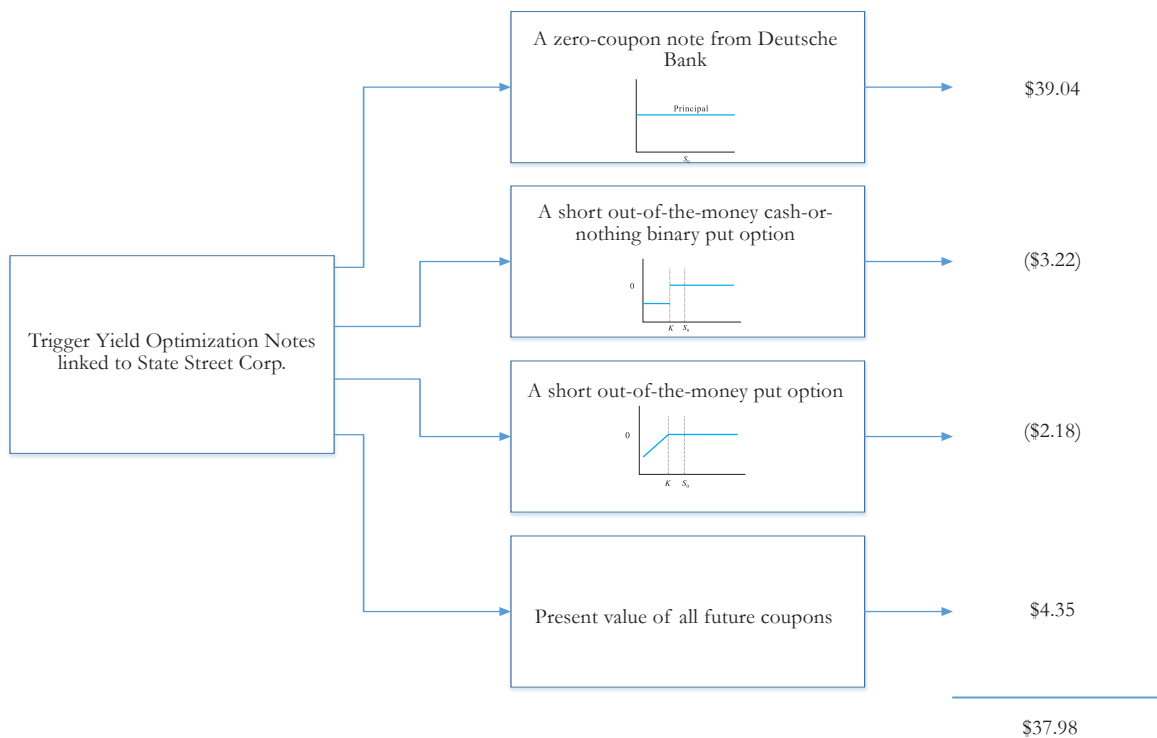 A zero-coupon note from Deutsche
Bank
Principal
S₀
$39.04
A short out-of-the-money cash-or-
nothing binary put option
0
K S₀
($3.22)
Trigger Yield Optimization Notes
linked to State Street Corp.
A short out-of-the-money put option
0
K S₀
($2.18)
Present value of all future coupons
$4.35
$37.98